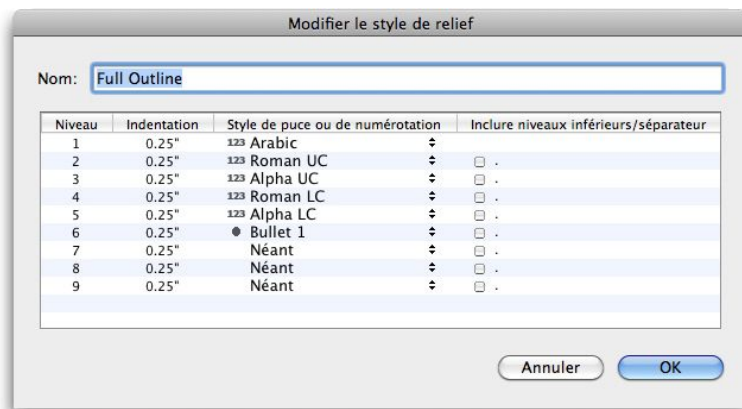 Modifier le style de relief
Nom: Full Outline
Niveau Indentation Style de puce ou de numérotation Inclure niveaux inférieurs/séparateur
1 0.25" 123 Arabic
2 0.25" 123 Roman UC .
3 0.25" 123 Alpha UC .
4 0.25" 123 Roman LC .
5 0.25" 123 Alpha LC .
6 0.25" Bullet 1 .
7 0.25" Néant .
8 0.25" Néant .
9 0.25" Néant .
Annuler OK